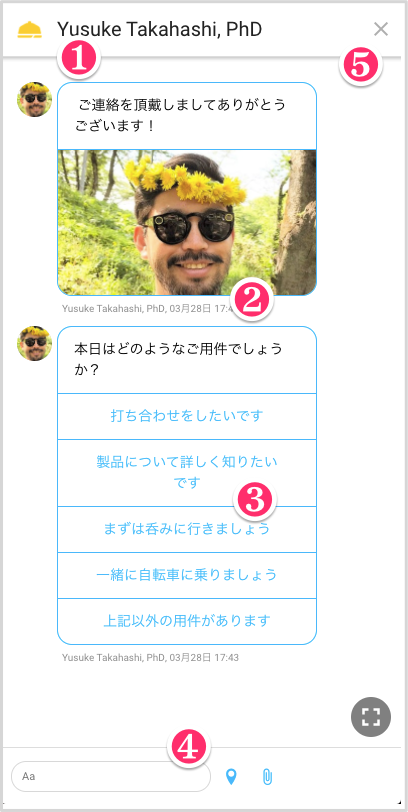 Yusuke Takahashi, PhD
1
5
ご連絡を頂戴しましてありがとう
ございます！
Yusuke Takahashi, PhD, 03月28日 17:4
2
本日はどのようなご用件でしょう
か？
打ち合わせをしたいです
製品について詳しく知りたい
です
3
まずは呑みに行きましょう
一緒に自転車に乗りましょう
上記以外の用件があります
Yusuke Takahashi, PhD, 03月28日 17:43
4
Aa